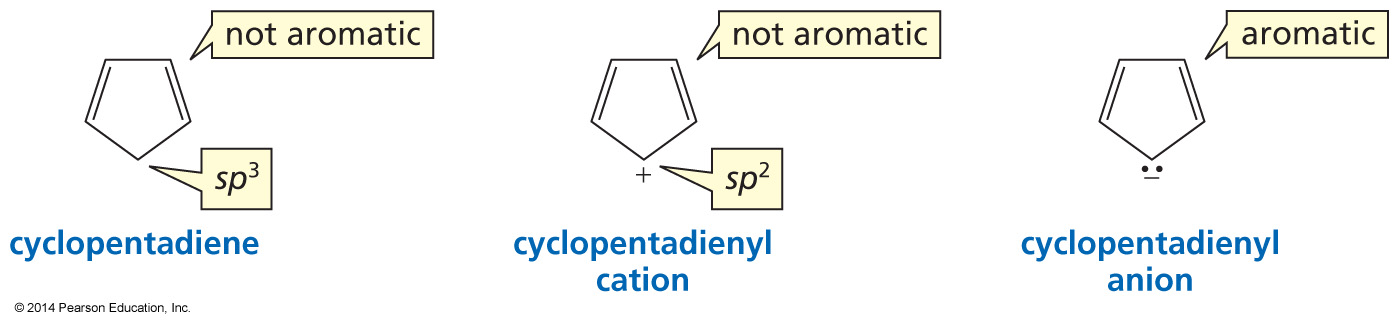 not aromatic
not aromatic
aromatic
sp³
+
sp²
cyclopentadiene
cyclopentadienyl
cation
cyclopentadienyl
anion
© 2014 Pearson Education, Inc.